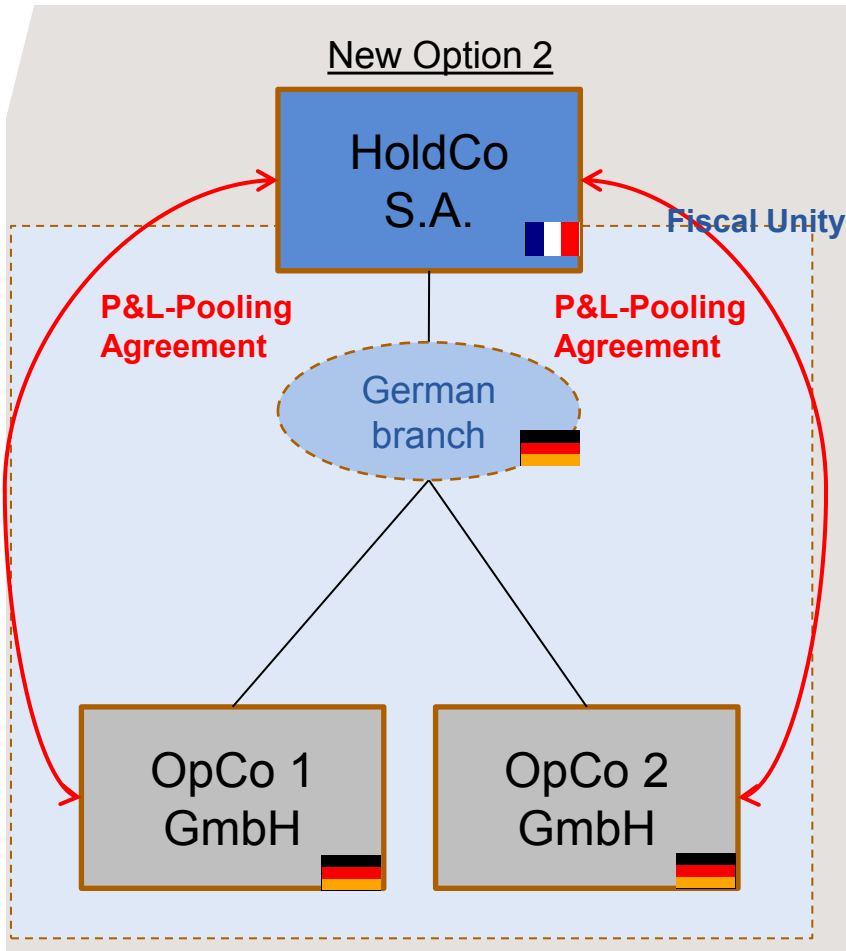 New Option 2
HoldCo
S.A.
Fiscal Unity
P&L-Pooling
Agreement
P&L-Pooling
Agreement
German
branch
OpCo 1
GmbH
OpCo 2
GmbH